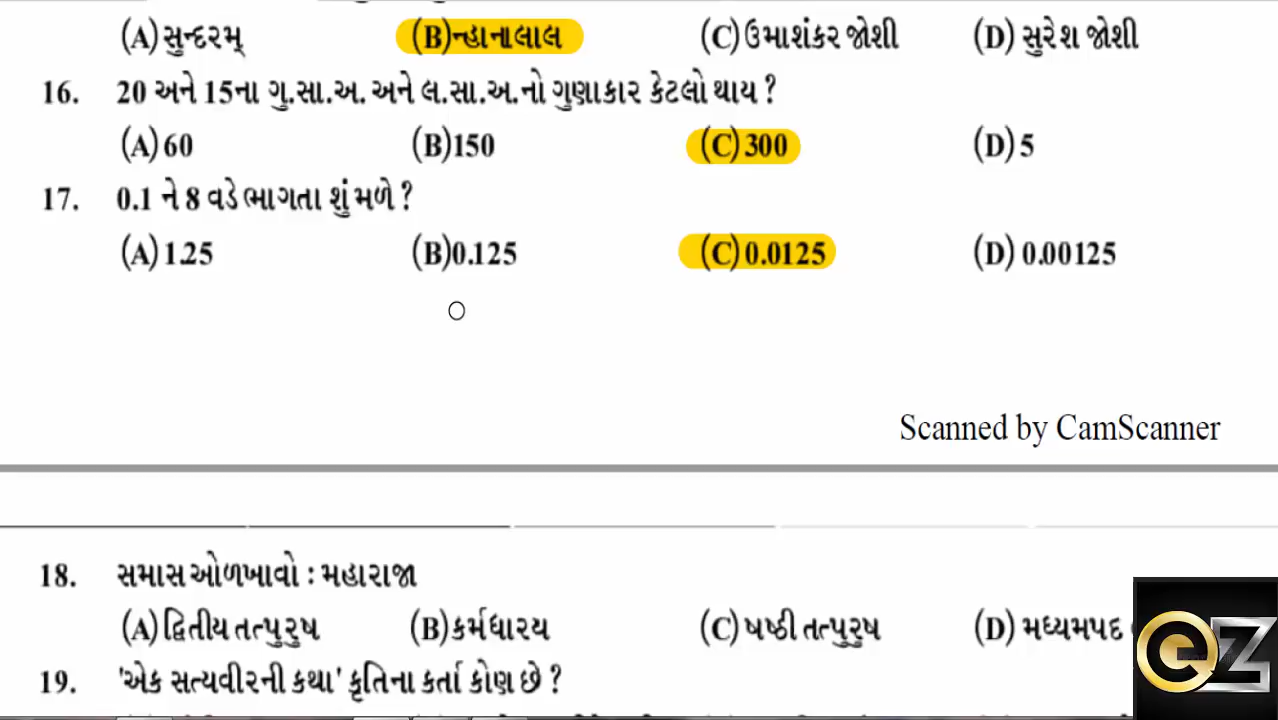 (A) સુન્દરમ્ (B)ન્હાનાલાલ (C) ઉમાશંકર જોશી (D) સુરેશ જોશી
16. 20 અને 15ના ગુ.સા.અ. અને લ.સા.અ.નો ગુણાકાર કેટલો થાય ?
(A) 60 (B)150 (C) 300 (D) 5
17. 0.1 ને 8 વડે ભાગતા શું મળે ?
(A) 1.25 (B)0.125 (C) 0.0125 (D) 0.00125
Scanned by CamScanner
18. સમાસ ઓળખાવો : મહારાજા
(A) દ્વિતીય તત્પુરુષ (B)કર્મધારય (C) ષષ્ઠી તત્પુરુષ (D) મધ્યમપદ
19. 'એક સત્યવીરની કથા' કૃતિના કર્તા કોણ છે ?
eZ